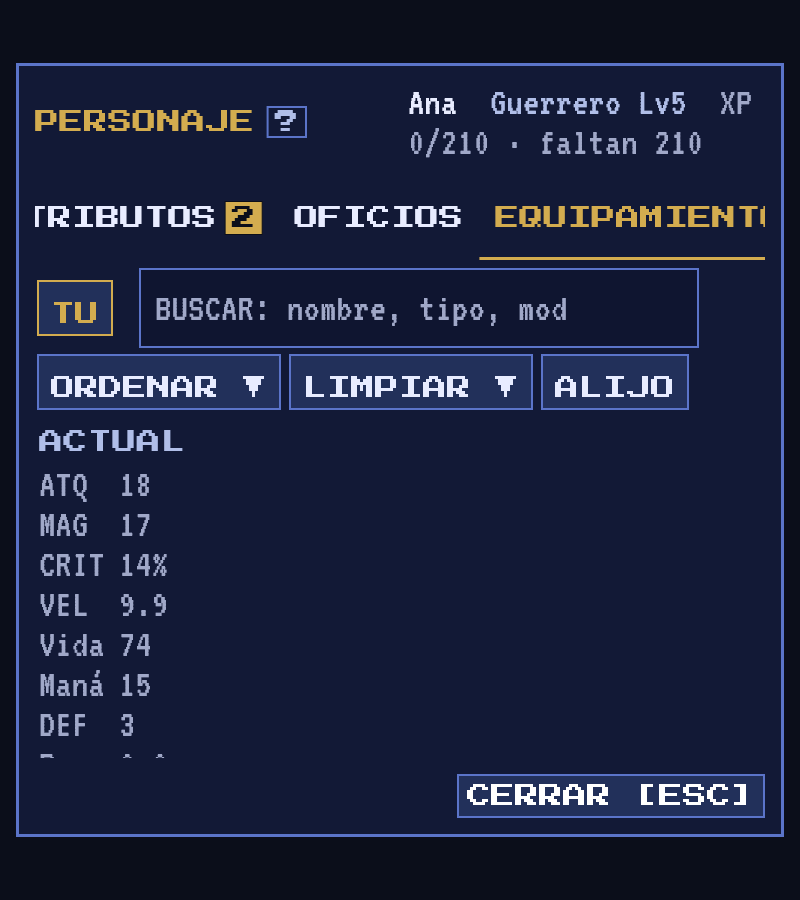 PERSONAJE ?
Ana Guerrero Lv5 XP
0/210 · faltan 210
TRIBUTOS 2 OFICIOS EQUIPAMIENTO
TU BUSCAR: nombre, tipo, mod
ORDENAR ▼ LIMPIAR ▼ ALIJO
ACTUAL
ATQ 18
MAG 17
CRIT 14%
VEL 9.9
Vida 74
Maná 15
DEF 3
CERRAR [ESC]